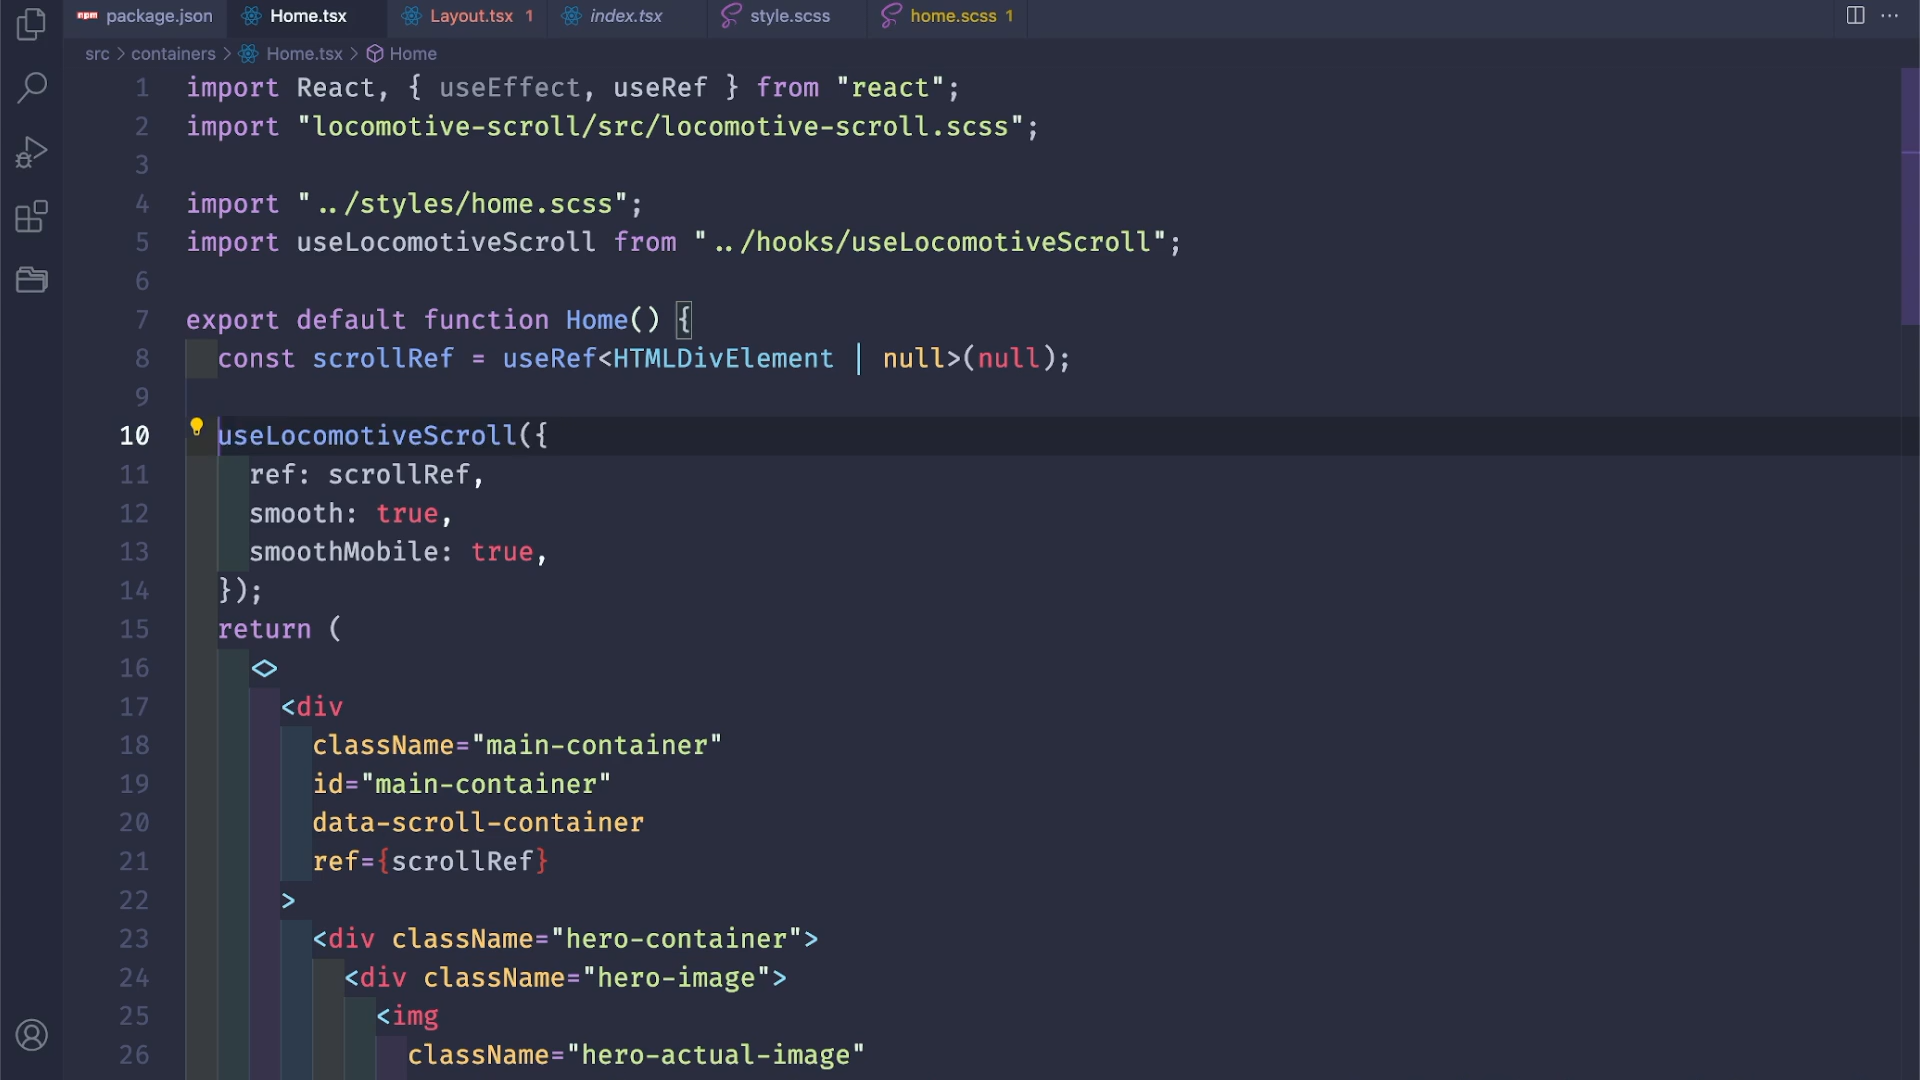 npm package.json Home.tsx Layout.tsx 1 index.tsx style.scss home.scss 1 ···
src > containers > Home.tsx > Home
1 import React, { useEffect, useRef } from "react";
2 import "locomotive-scroll/src/locomotive-scroll.scss";
3
4 import "../styles/home.scss";
5 import useLocomotiveScroll from "../hooks/useLocomotiveScroll";
6
7 export default function Home() {
8 const scrollRef = useRef<HTMLDivElement | null>(null);
9
10 useLocomotiveScroll({
11 ref: scrollRef,
12 smooth: true,
13 smoothMobile: true,
14 });
15 return (
16 <>
17 <div
18 className="main-container"
19 id="main-container"
20 data-scroll-container
21 ref={scrollRef}
22 >
23 <div className="hero-container">
24 <div className="hero-image">
25 <img
26 className="hero-actual-image"